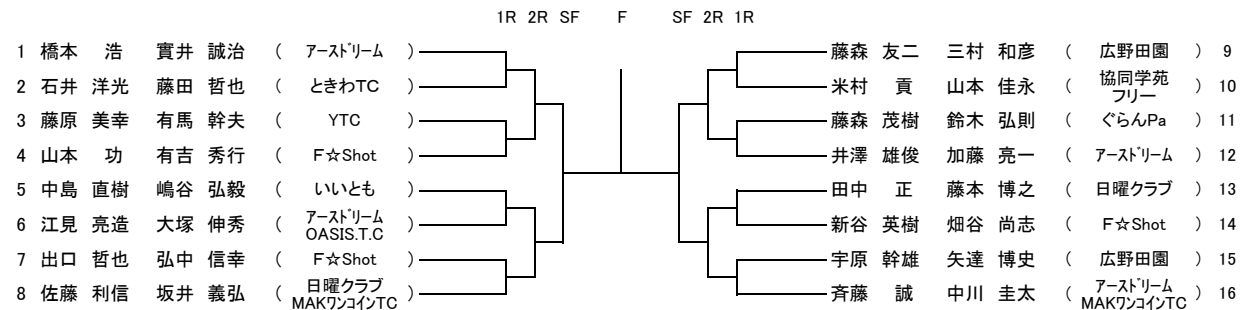 1R 2R SF F SF 2R 1R
1 橋本 浩 實井 誠治 ( アースドリーム )
2 石井 洋光 藤田 哲也 ( ときわTC )
3 藤原 美幸 有馬 幹夫 ( YTC )
4 山本 功 有吉 秀行 ( F☆Shot )
5 中島 直樹 嶋谷 弘毅 ( いいとも )
6 江見 亮造 大塚 伸秀 ( アースドリーム
OASIS.T.C )
7 出口 哲也 弘中 信幸 ( F☆Shot )
8 佐藤 利信 坂井 義弘 ( 日曜クラブ
MAKワンコインTC )
藤森 友二 三村 和彦 ( 広野田園 ) 9
米村 貢 山本 佳永 ( 協同学苑
フリー ) 10
藤森 茂樹 鈴木 弘則 ( ぐらんPa ) 11
井澤 雄俊 加藤 亮一 ( アースドリーム ) 12
田中 正 藤本 博之 ( 日曜クラブ ) 13
新谷 英樹 畑谷 尚志 ( F☆Shot ) 14
宇原 幹雄 矢達 博史 ( 広野田園 ) 15
斉藤 誠 中川 圭太 ( アースドリーム
MAKワンコインTC ) 16